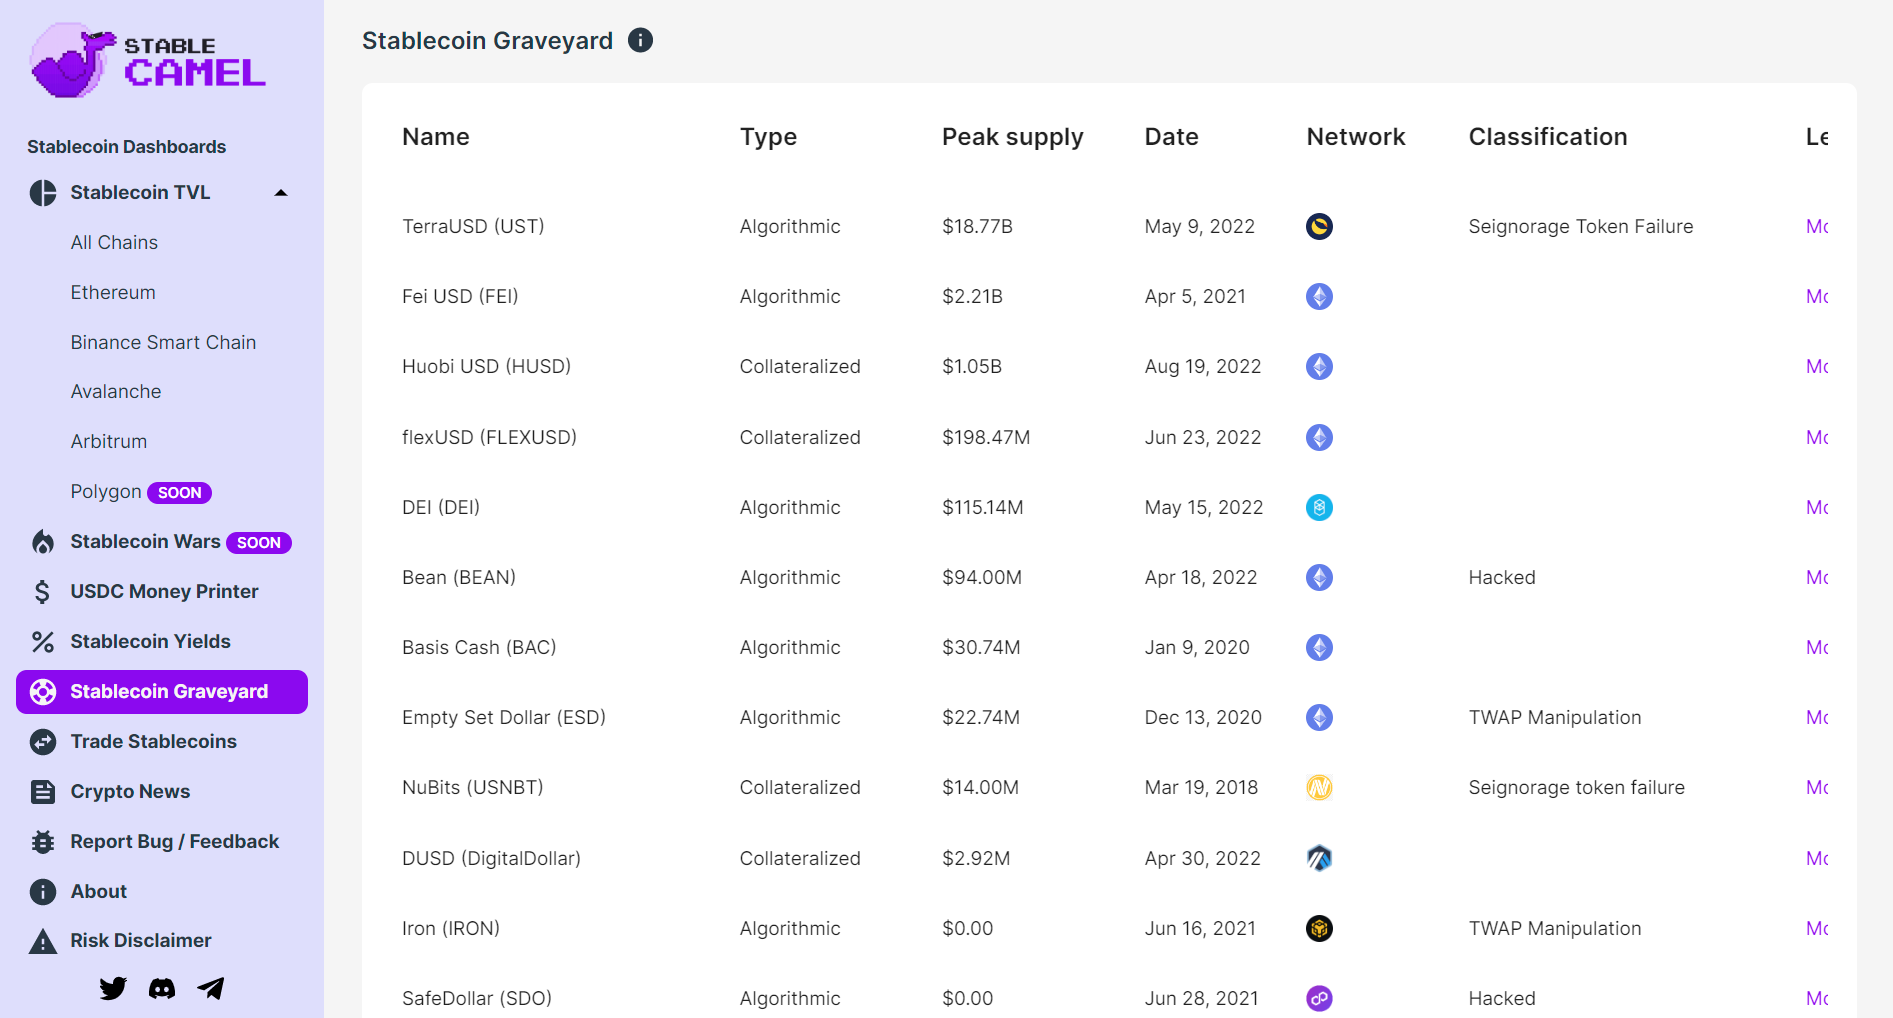 STABLE
CAMEL
Stablecoin Dashboards
Stablecoin TVL
All Chains
Ethereum
Binance Smart Chain
Avalanche
Arbitrum
Polygon SOON
Stablecoin Wars SOON
USDC Money Printer
Stablecoin Yields
Stablecoin Graveyard
Trade Stablecoins
Crypto News
Report Bug / Feedback
About
Risk Disclaimer
Stablecoin Graveyard
Name Type Peak supply Date Network Classification Le
TerraUSD (UST) Algorithmic $18.77B May 9, 2022 Seignorage Token Failure Mo
Fei USD (FEI) Algorithmic $2.21B Apr 5, 2021 Mo
Huobi USD (HUSD) Collateralized $1.05B Aug 19, 2022 Mo
flexUSD (FLEXUSD) Collateralized $198.47M Jun 23, 2022 Mo
DEI (DEI) Algorithmic $115.14M May 15, 2022 Mo
Bean (BEAN) Algorithmic $94.00M Apr 18, 2022 Hacked Mo
Basis Cash (BAC) Algorithmic $30.74M Jan 9, 2020 Mo
Empty Set Dollar (ESD) Algorithmic $22.74M Dec 13, 2020 TWAP Manipulation Mo
NuBits (USNBT) Collateralized $14.00M Mar 19, 2018 Seignorage token failure Mo
DUSD (DigitalDollar) Collateralized $2.92M Apr 30, 2022 Mo
Iron (IRON) Algorithmic $0.00 Jun 16, 2021 TWAP Manipulation Mo
SafeDollar (SDO) Algorithmic $0.00 Jun 28, 2021 Hacked Mo